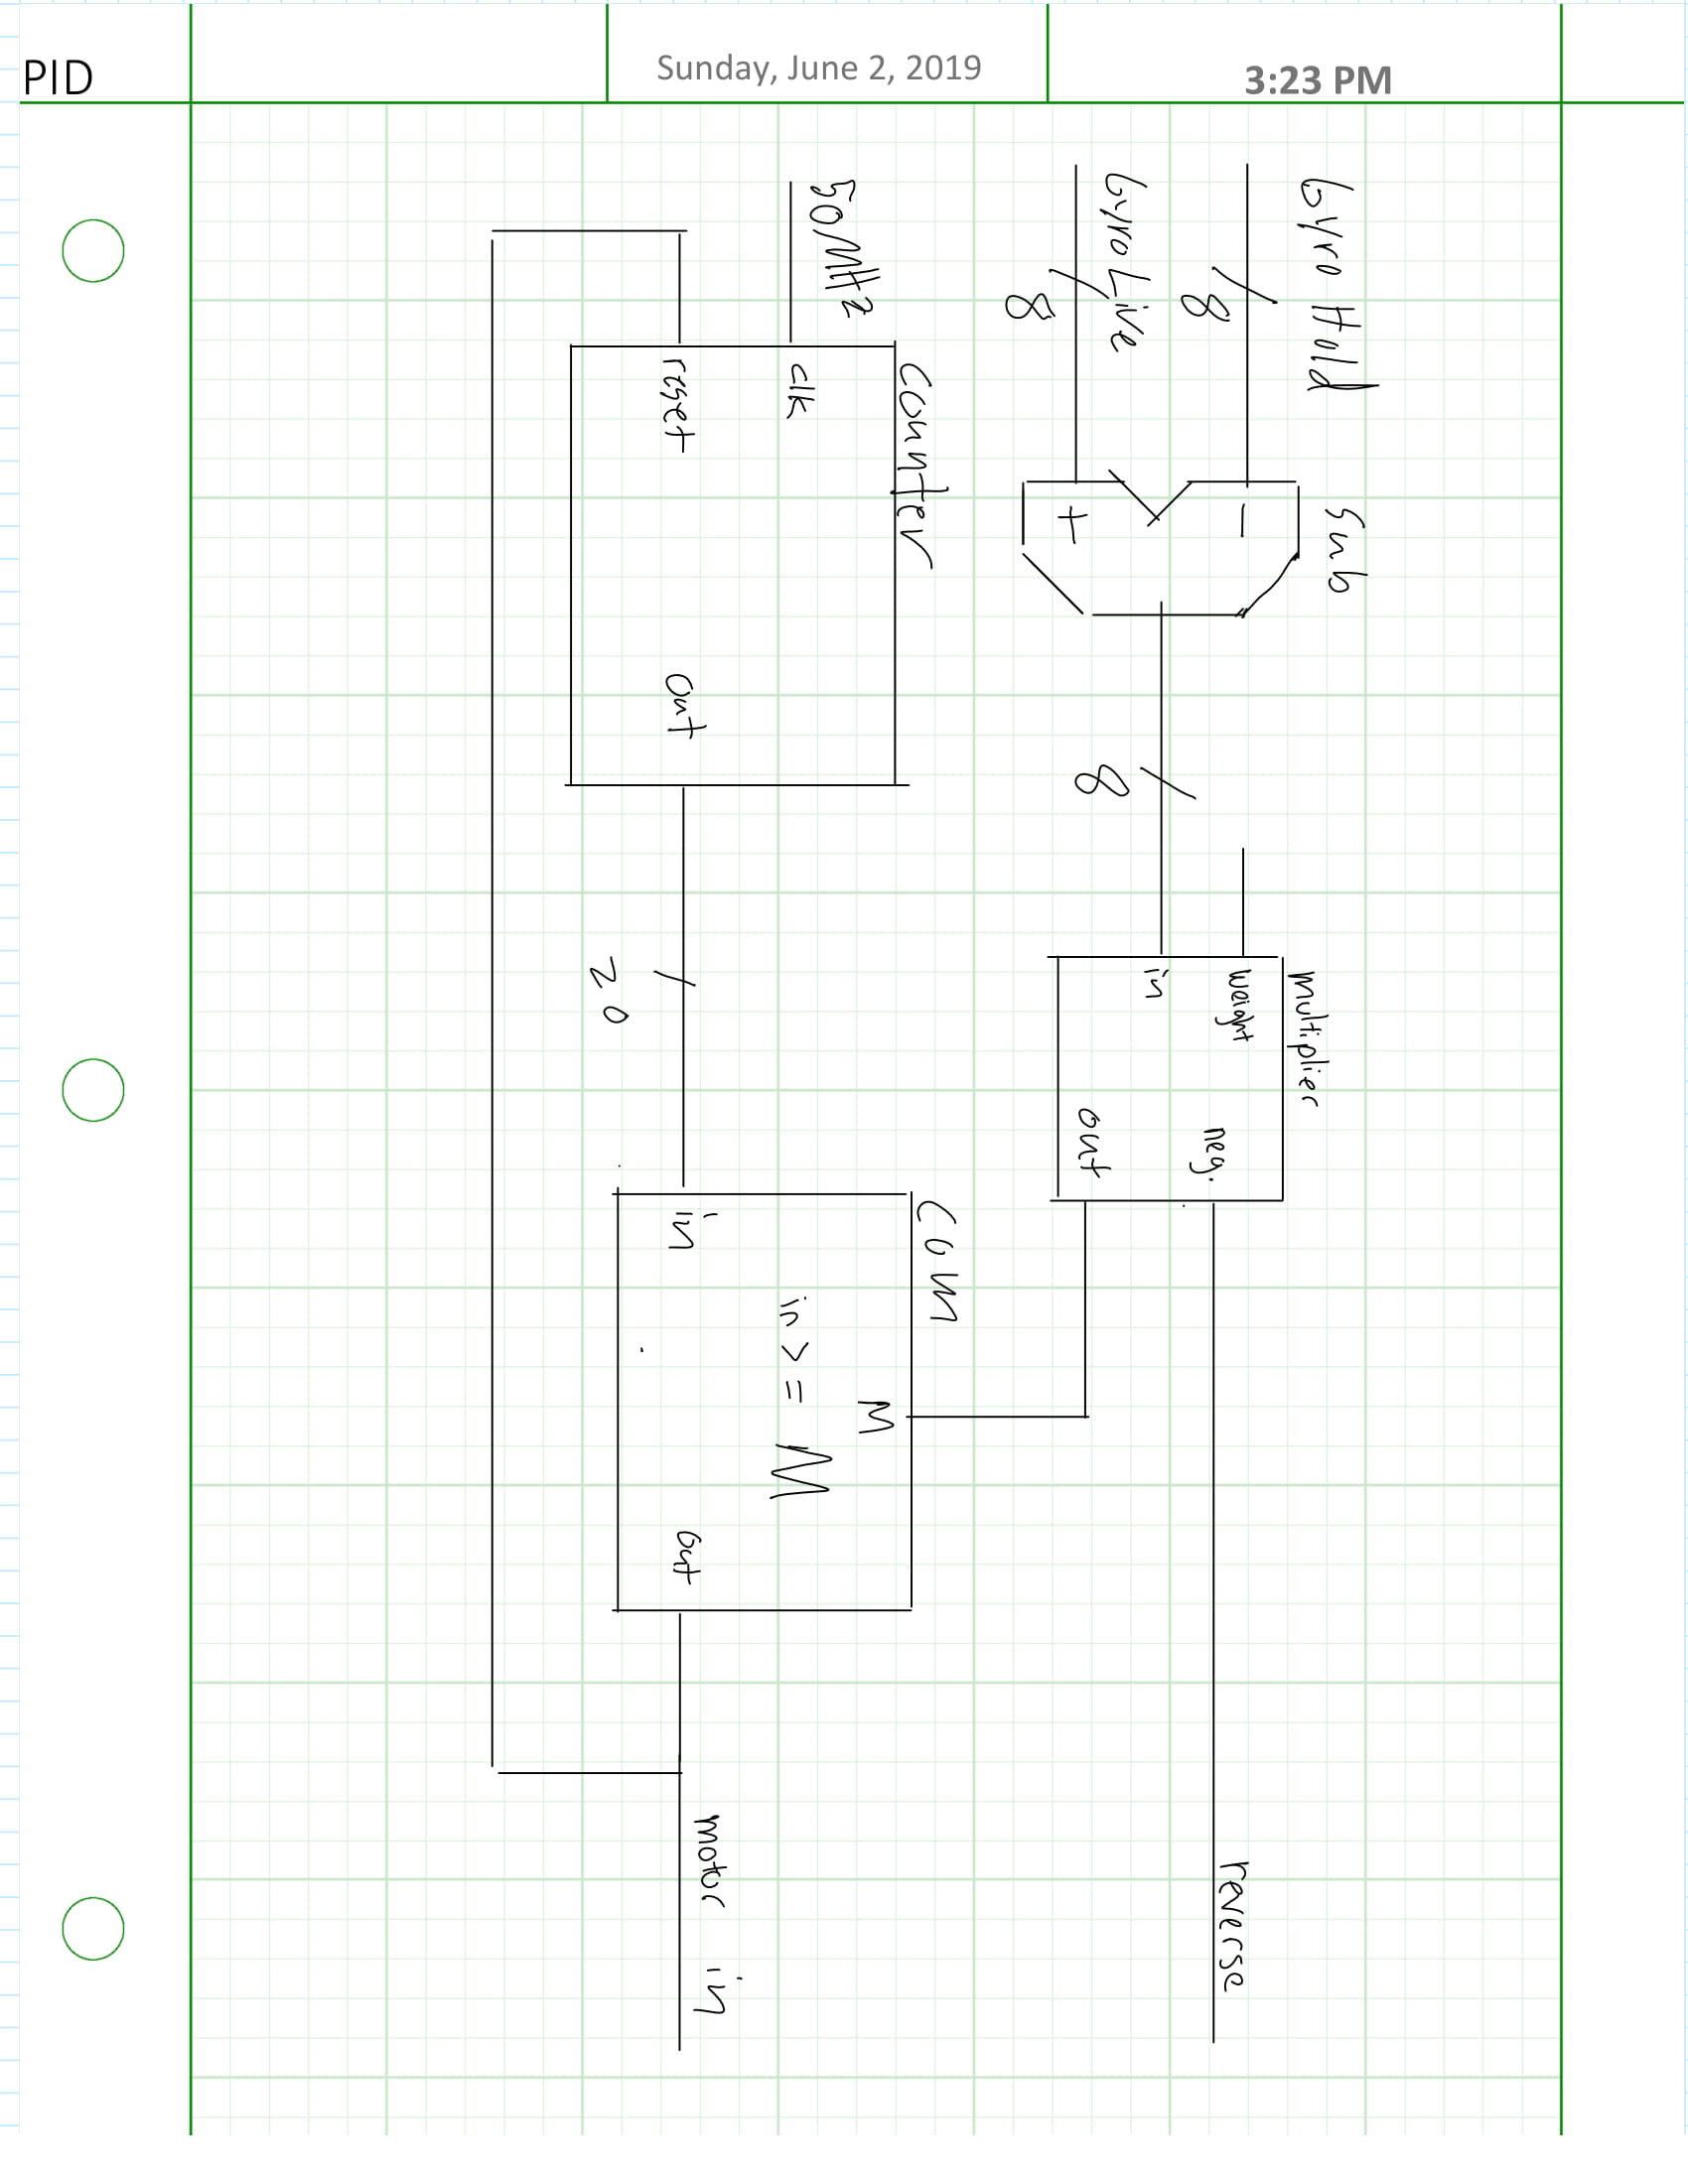 3:23 PM
Sunday, June 2, 2019
PID
Gyro Hold
8
Gyro Live
8
Sub
−
+
8
multiplier
weight
in
neg.
out
reverse
counter
50MHz
clk
reset
out
20
com
M
in >= M
in
out
motor in